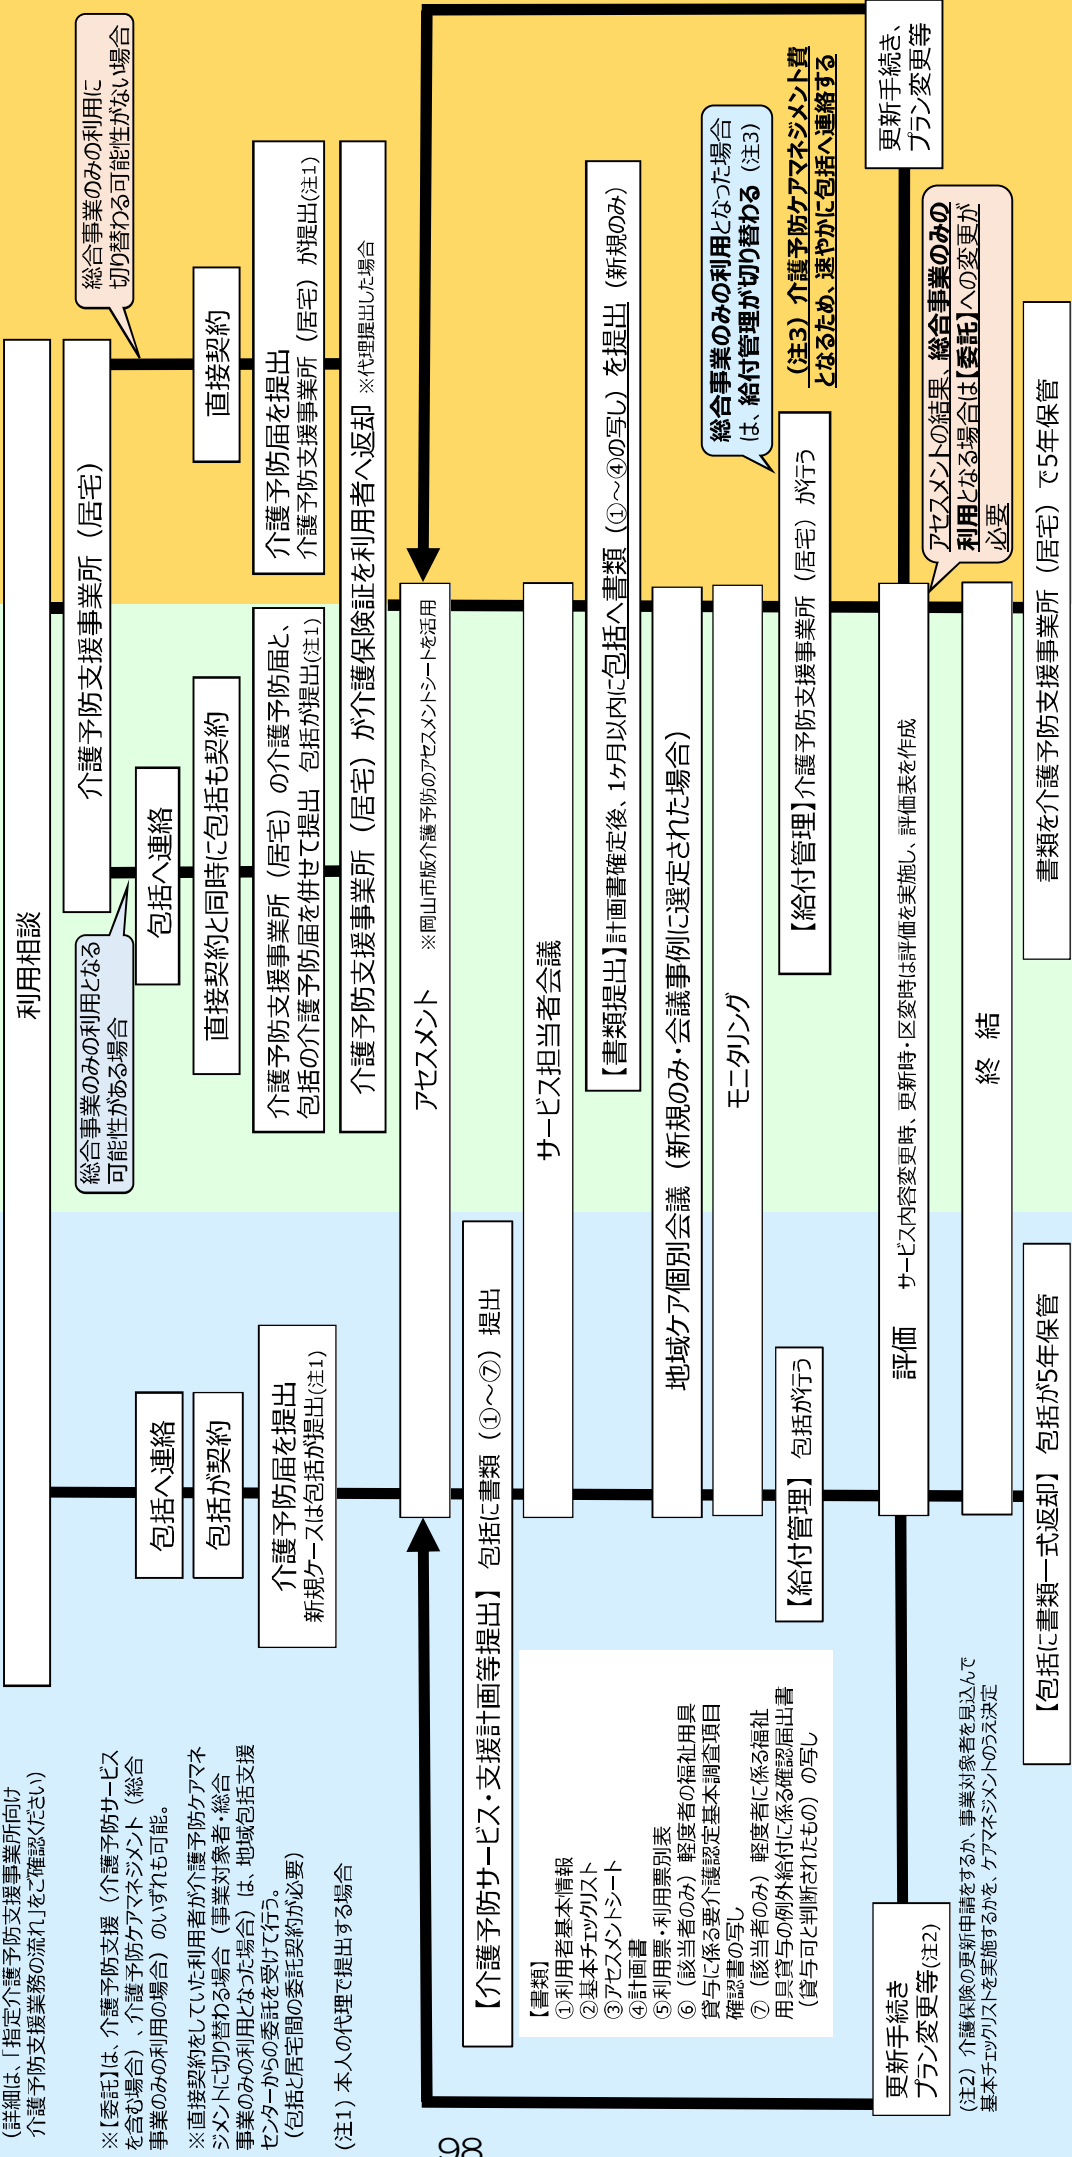 (詳細は、「指定介護予防支援事業所向け
介護予防支援業務の流れ」をご確認ください)
※【委託】は、介護予防支援(介護予防サービス
を含む場合)、介護予防ケアマネジメント(総合
事業のみの利用の場合)のいずれも可能。
※直接契約をしていた利用者が介護予防ケアマネ
ジメントに切り替わる場合(事業対象者・総合
事業のみの利用となった場合)は、地域包括支援
センターからの委託を受けて行う。
(包括と居宅間の委託契約が必要)
(注1)本人の代理で提出する場合
利用相談
介護予防支援事業所(居宅)
総合事業のみの利用となる
可能性がある場合
総合事業のみの利用に
切り替わる可能性がない場合
包括へ連絡
包括へ連絡
包括が契約
直接契約と同時に包括も契約
直接契約
介護予防届を提出
新規ケースは包括が提出(注1)
介護予防支援事業所(居宅)の介護予防届と、
包括の介護予防届を併せて提出 包括が提出(注1)
介護予防届を提出
介護予防支援事業所(居宅)が提出(注1)
介護予防支援事業所(居宅)が介護保険証を利用者へ返却 ※代理提出した場合
アセスメント ※岡山市版介護予防のアセスメントシートを活用
【介護予防サービス・支援計画等提出】 包括に書類(①~⑦)提出
【書類】
①利用者基本情報
②基本チェックリスト
③アセスメントシート
④計画書
⑤利用票・利用票別表
⑥(該当者のみ)軽度者の福祉用具
貸与に係る要介護認定基本調査項目
確認書の写し
⑦(該当者のみ)軽度者に係る福祉
用具貸与の例外給付に係る確認届出書
(貸与可と判断されたもの)の写し
サービス担当者会議
【書類提出】計画書確定後、1ヶ月以内に包括へ書類(①~④の写し)を提出(新規のみ)
地域ケア個別会議(新規のみ・会議事例に選定された場合)
モニタリング
総合事業のみの利用となった場合
は、給付管理が切り替わる(注3)
【給付管理】 包括が行う
【給付管理】介護予防支援事業所(居宅)が行う
(注3)介護予防ケアマネジメント費
となるため、速やかに包括へ連絡する
更新手続き
プラン変更等(注2)
評価 サービス内容変更時、更新時・区変時は評価を実施し、評価表を作成
更新手続き、
プラン変更等
アセスメントの結果、総合事業のみの
利用となる場合は【委託】への変更が
必要
(注2)介護保険の更新申請をするか、事業対象者を見込んで
基本チェックリストを実施するかを、ケアマネジメントのうえ決定
終 結
【包括に書類一式返却】 包括が5年保管
書類を介護予防支援事業所(居宅)で5年保管
98